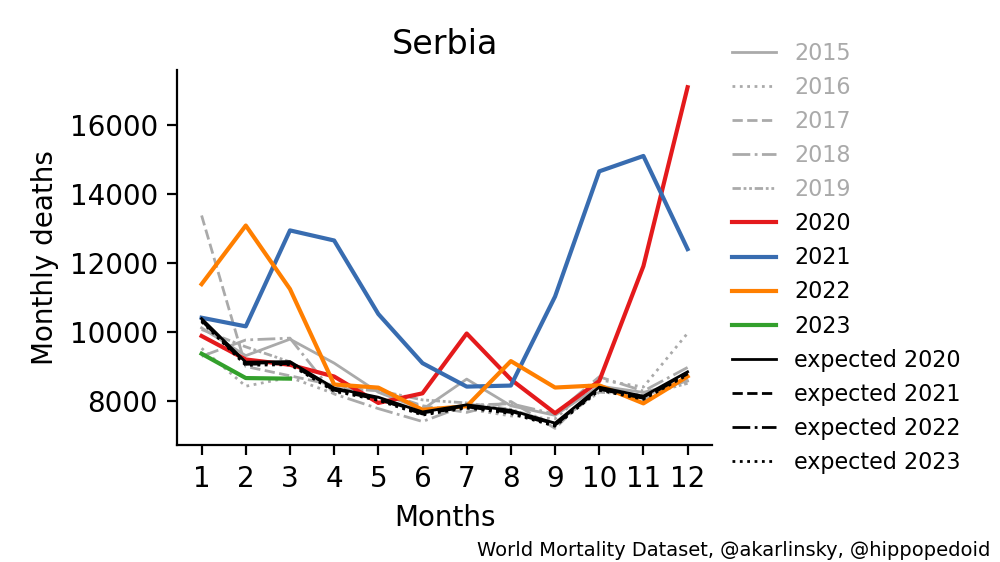 Serbia
Monthly deaths
16000
14000
12000
10000
8000
1 2 3 4 5 6 7 8 9 10 11 12
Months
2015
2016
2017
2018
2019
2020
2021
2022
2023
expected 2020
expected 2021
expected 2022
expected 2023
World Mortality Dataset, @akarlinsky, @hippopedoid